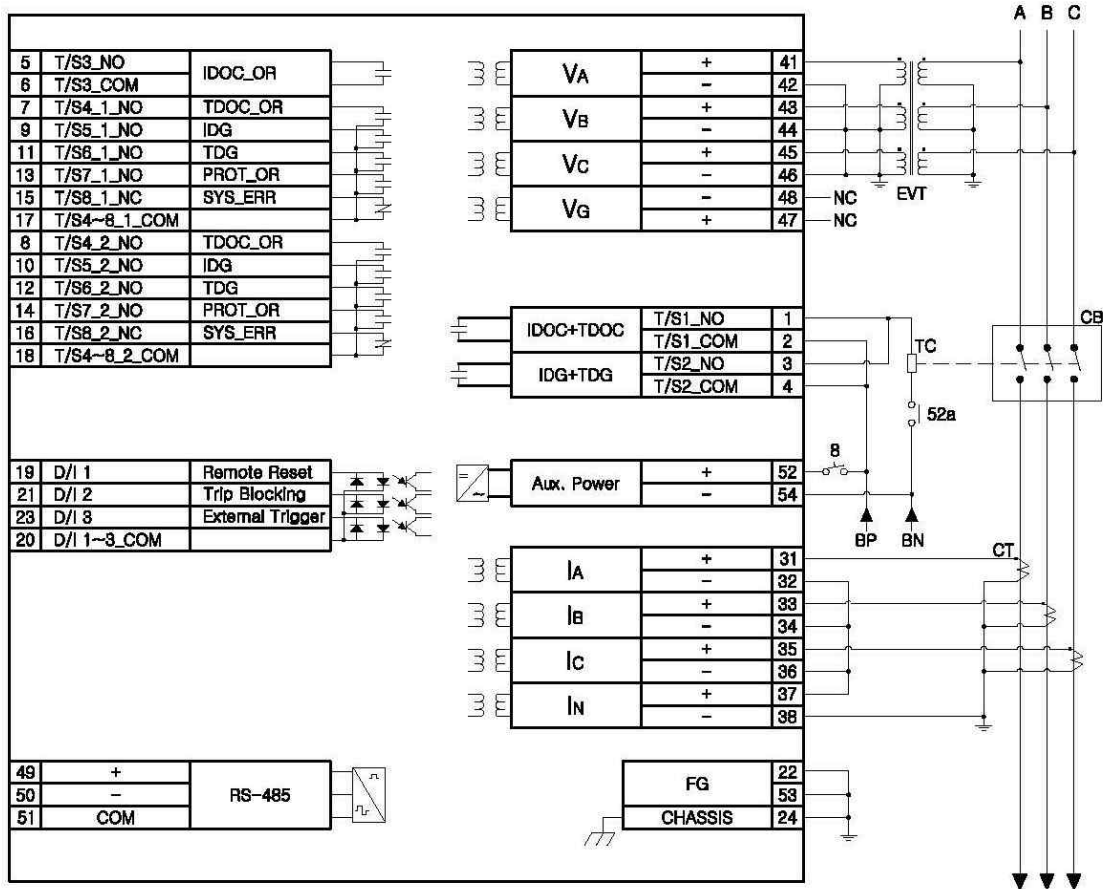 A B C
5 T/S3_NO IDOC_OR
6 T/S3_COM
7 T/S4_1_NO TDOC_OR
9 T/S5_1_NO IDG
11 T/S6_1_NO TDG
13 T/S7_1_NO PROT_OR
15 T/S8_1_NC SYS_ERR
17 T/S4~8_1_COM
8 T/S4_2_NO TDOC_OR
10 T/S5_2_NO IDG
12 T/S6_2_NO TDG
14 T/S7_2_NO PROT_OR
16 T/S8_2_NC SYS_ERR
18 T/S4~8_2_COM
19 D/I 1 Remote Reset
21 D/I 2 Trip Blocking
23 D/I 3 External Trigger
20 D/I 1~3_COM
49 +
50 - RS-485
51 COM
VA + 41
- 42
VB + 43
- 44
VC + 45
- 46
VG - 48 NC
+ 47 NC
EVT
IDOC+TDOC T/S1_NO 1
T/S1_COM 2
IDG+TDG T/S2_NO 3
T/S2_COM 4
TC
CB
52a
8
Aux. Power + 52
- 54
BP BN
CT
IA + 31
- 32
IB + 33
- 34
IC + 35
- 36
IN + 37
- 38
FG 22
53
CHASSIS 24